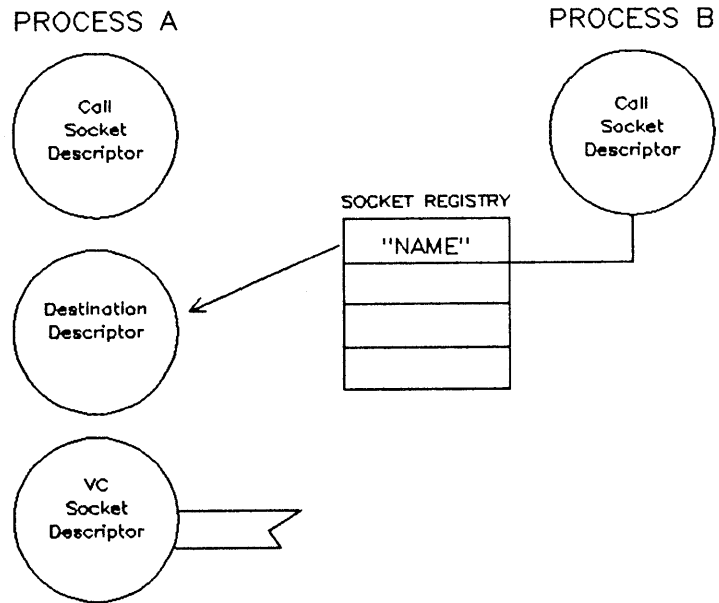 PROCESS A
PROCESS B
Call
Socket
Descriptor
Call
Socket
Descriptor
SOCKET REGISTRY
"NAME"
Destination
Descriptor
VC
Socket
Descriptor